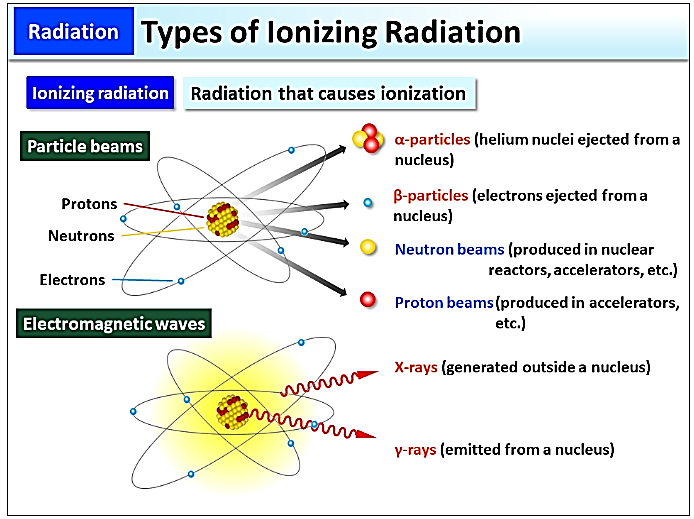 Radiation
Types of Ionizing Radiation
Ionizing radiation
Radiation that causes ionization
Particle beams
Protons
Neutrons
Electrons
α-particles (helium nuclei ejected from a
nucleus)
β-particles (electrons ejected from a
nucleus)
Neutron beams (produced in nuclear
reactors, accelerators, etc.)
Proton beams (produced in accelerators,
etc.)
Electromagnetic waves
X-rays (generated outside a nucleus)
γ-rays (emitted from a nucleus)